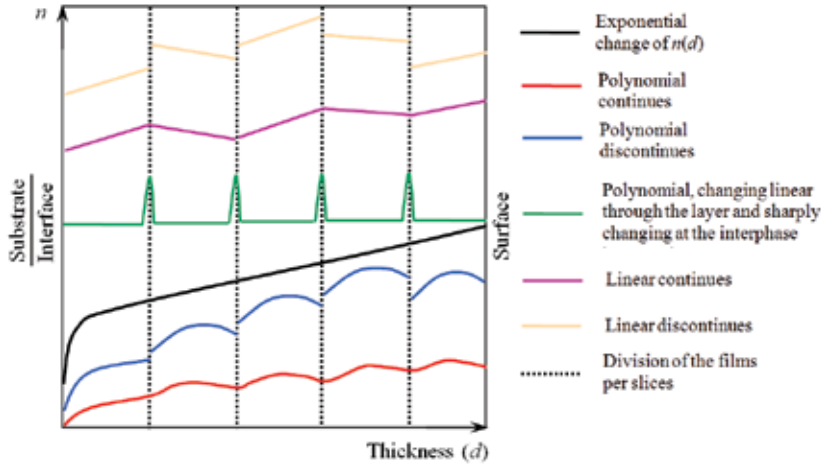 n
Substrate
Interface
Surface
Thickness (d)
Exponential
change of n(d)
Polynomial
continues
Polynomial
discontinues
Polynomial, changing linear
through the layer and sharply
changing at the interphase
Linear continues
Linear discontinues
Division of the films
per slices